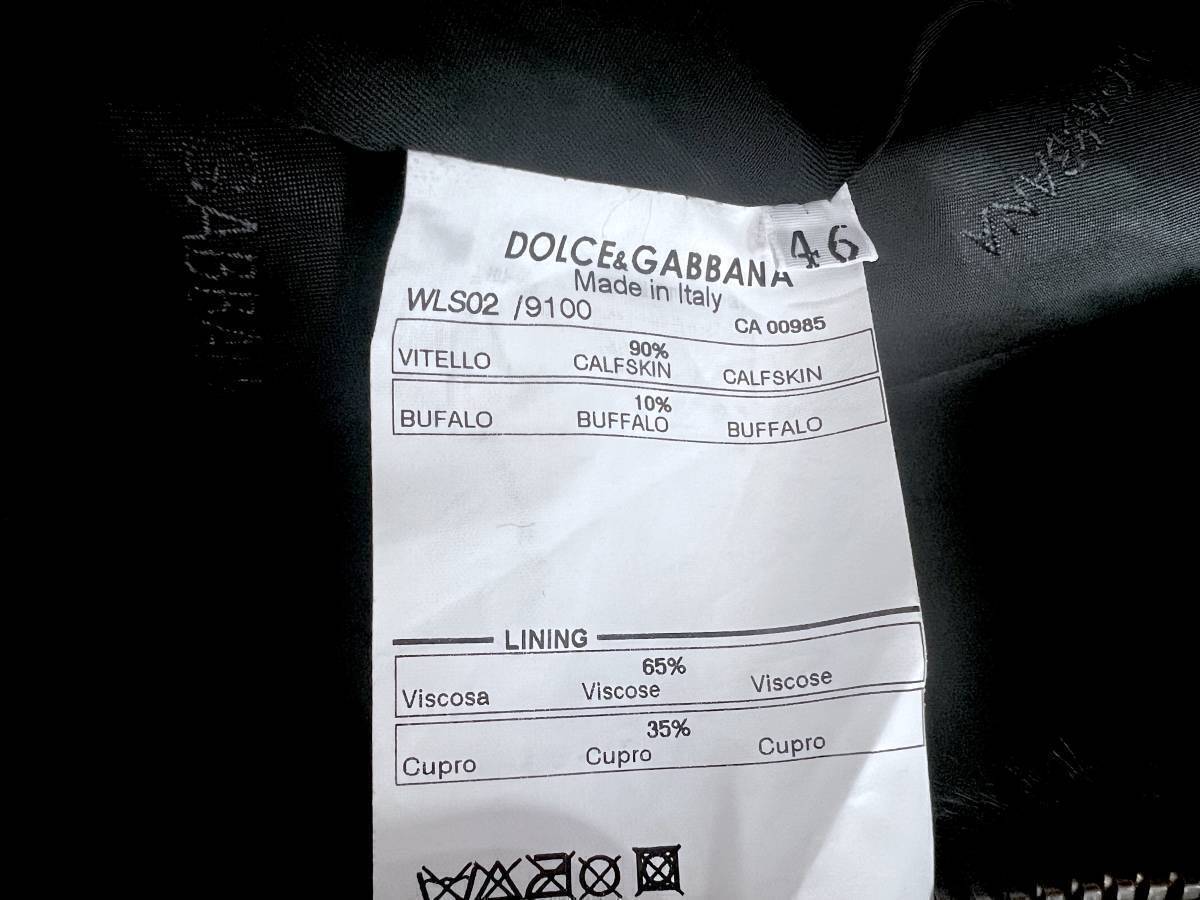 DOLCE&GABBANA
46
Made in Italy
WLS02 /9100
CA 00985
90%
VITELLO CALFSKIN CALFSKIN
10%
BUFALO BUFFALO BUFFALO
LINING
65%
Viscosa Viscose Viscose
35%
Cupro Cupro Cupro